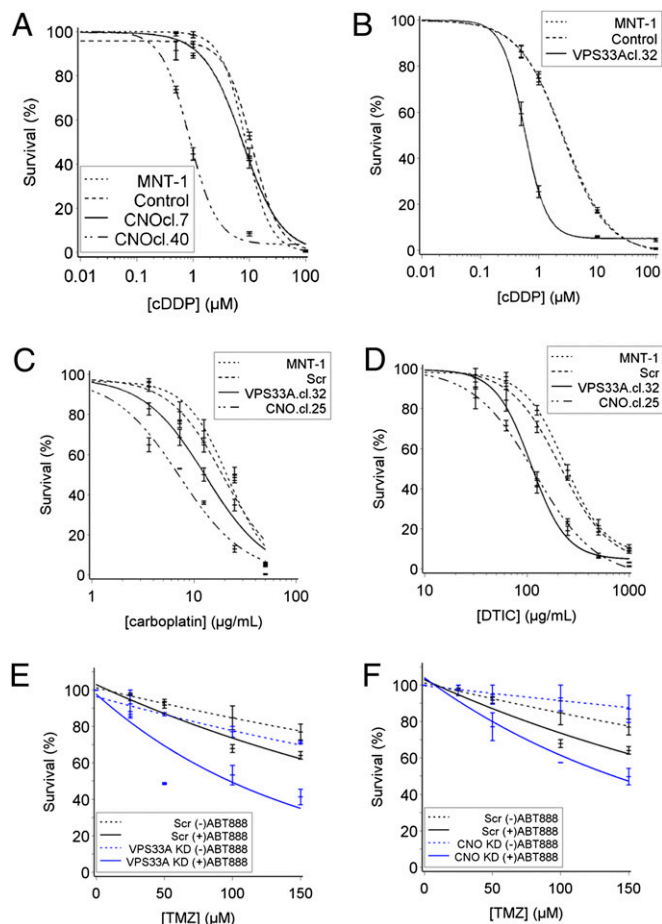 A
Survival (%)
100
80
60
40
20
0
MNT-1
Control
CNOcl.7
CNOcl.40
0.01
0.1
1
10
100
[cDDP] (µM)
B
Survival (%)
100
80
60
40
20
0
MNT-1
Control
VPS33Acl.32
0.01
0.1
1
10
100
[cDDP] (µM)
C
Survival (%)
100
80
60
40
20
0
MNT-1
Scr
VPS33A.cl.32
CNO.cl.25
1
10
100
[carboplatin] (µg/mL)
D
Survival (%)
100
80
60
40
20
0
MNT-1
Scr
VPS33A.cl.32
CNO.cl.25
10
100
1000
[DTIC] (µg/mL)
E
Survival (%)
100
80
60
40
20
0
Scr (-)ABT888
Scr (+)ABT888
VPS33A KD (-)ABT888
VPS33A KD (+)ABT888
0
50
100
150
[TMZ] (µM)
F
Survival (%)
100
80
60
40
80
100
Scr (-)ABT888
Scr (+)ABT888
CNO KD (-)ABT888
CNO KD (+)ABT888
0
50
100
150
[TMZ] (µM)